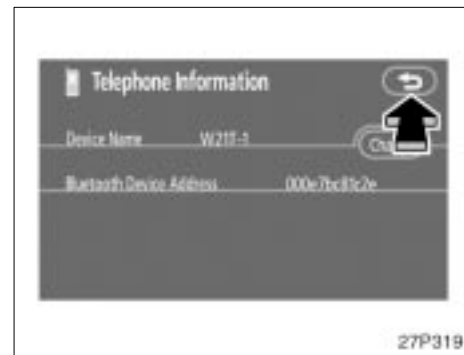 Telephone Information
Device Name W21T-1
Bluetooth Device Address 000e7bc81c2e
27P319